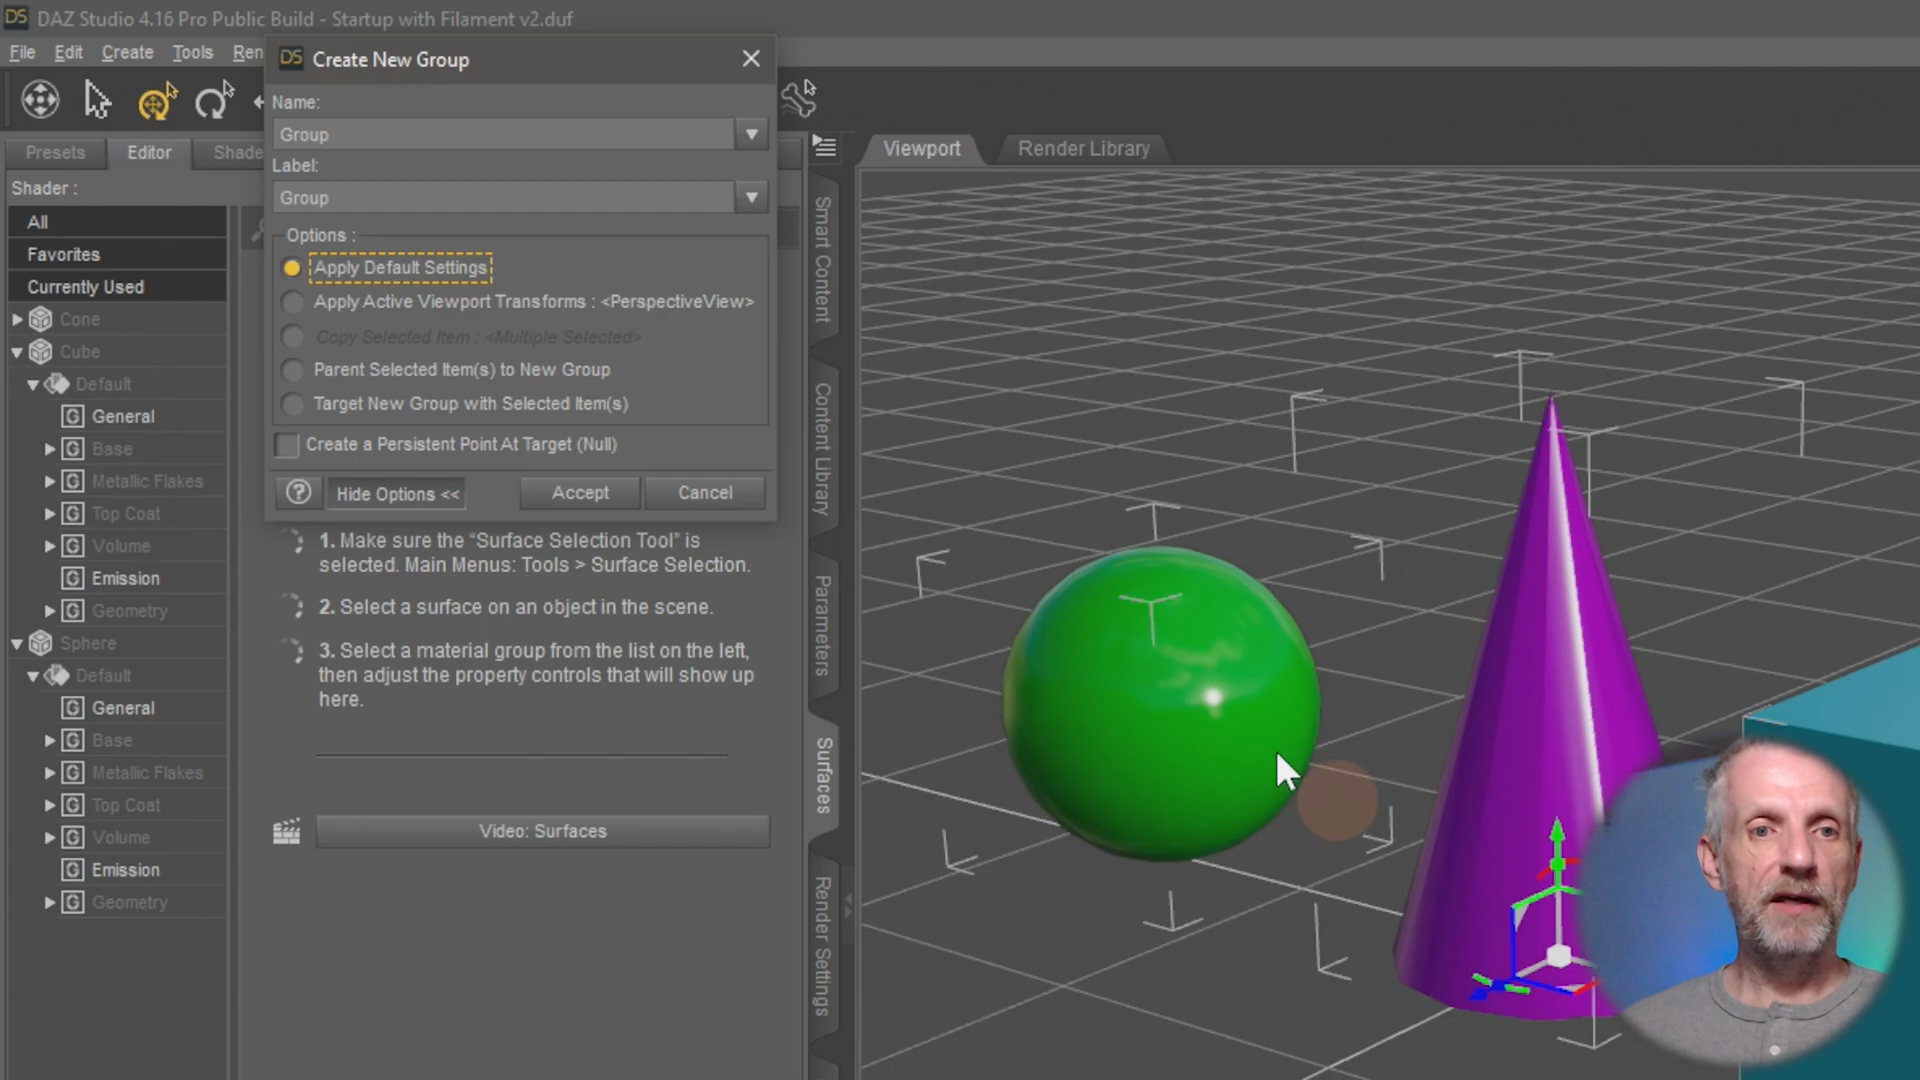 DS DAZ Studio 4.16 Pro Public Build - Startup with Filament v2.duf
File Edit Create Tools
DS Create New Group
Name:
Group
Label:
Group
Options :
Apply Default Settings
Apply Active Viewport Transforms : <PerspectiveView>
Copy Selected Item : <Multiple Selected>
Parent Selected Item(s) to New Group
Target New Group with Selected Item(s)
Create a Persistent Point At Target (Null)
? Hide Options << Accept Cancel
Presets Editor Shade
Shader :
All
Favorites
Currently Used
Cone
Cube
Default
G General
G Base
G Metallic Flakes
G Top Coat
G Volume
G Emission
G Geometry
Sphere
Default
G General
G Base
G Metallic Flakes
G Top Coat
G Volume
G Emission
G Geometry
1. Make sure the “Surface Selection Tool” is
selected. Main Menus: Tools > Surface Selection.
2. Select a surface on an object in the scene.
3. Select a material group from the list on the left,
then adjust the property controls that will show up
here.
Video: Surfaces
Smart Content
Content Library
Parameters
Surfaces
Render Settings
Viewport Render Library